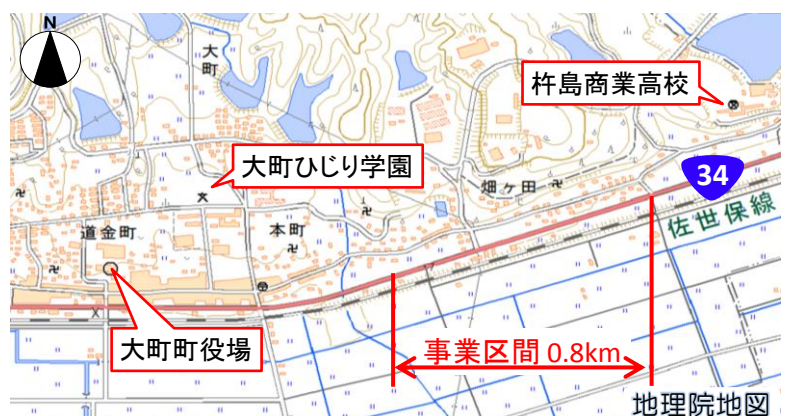 N
大町
杵島商業高校
大町ひじり学園
34
畑ヶ田
佐世保線
道金町
本町
大町町役場
事業区間 0.8km
地理院地図